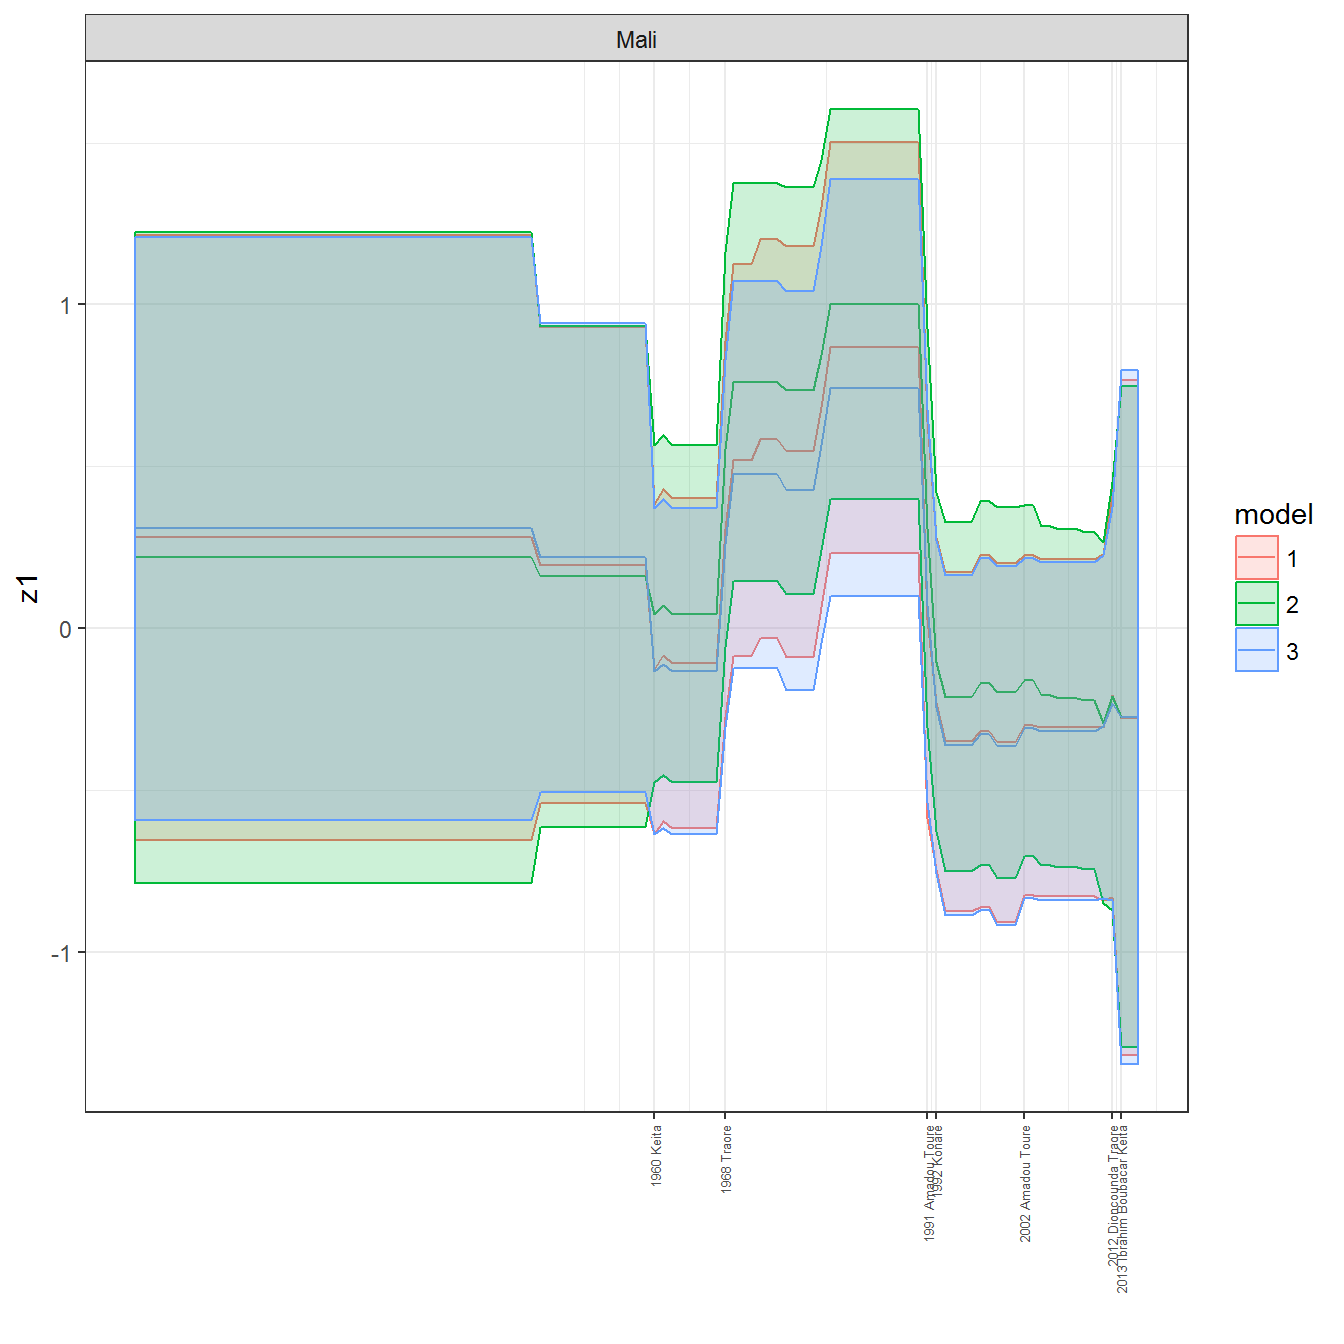 Mali
z1
1
0
-1
1960 Keita
1968 Traore
1991 Amadou Toure
1992 Konare
2002 Amadou Toure
2012 Dioncounda Traore
2013 Ibrahim Boubacar Keita
model
1
2
3